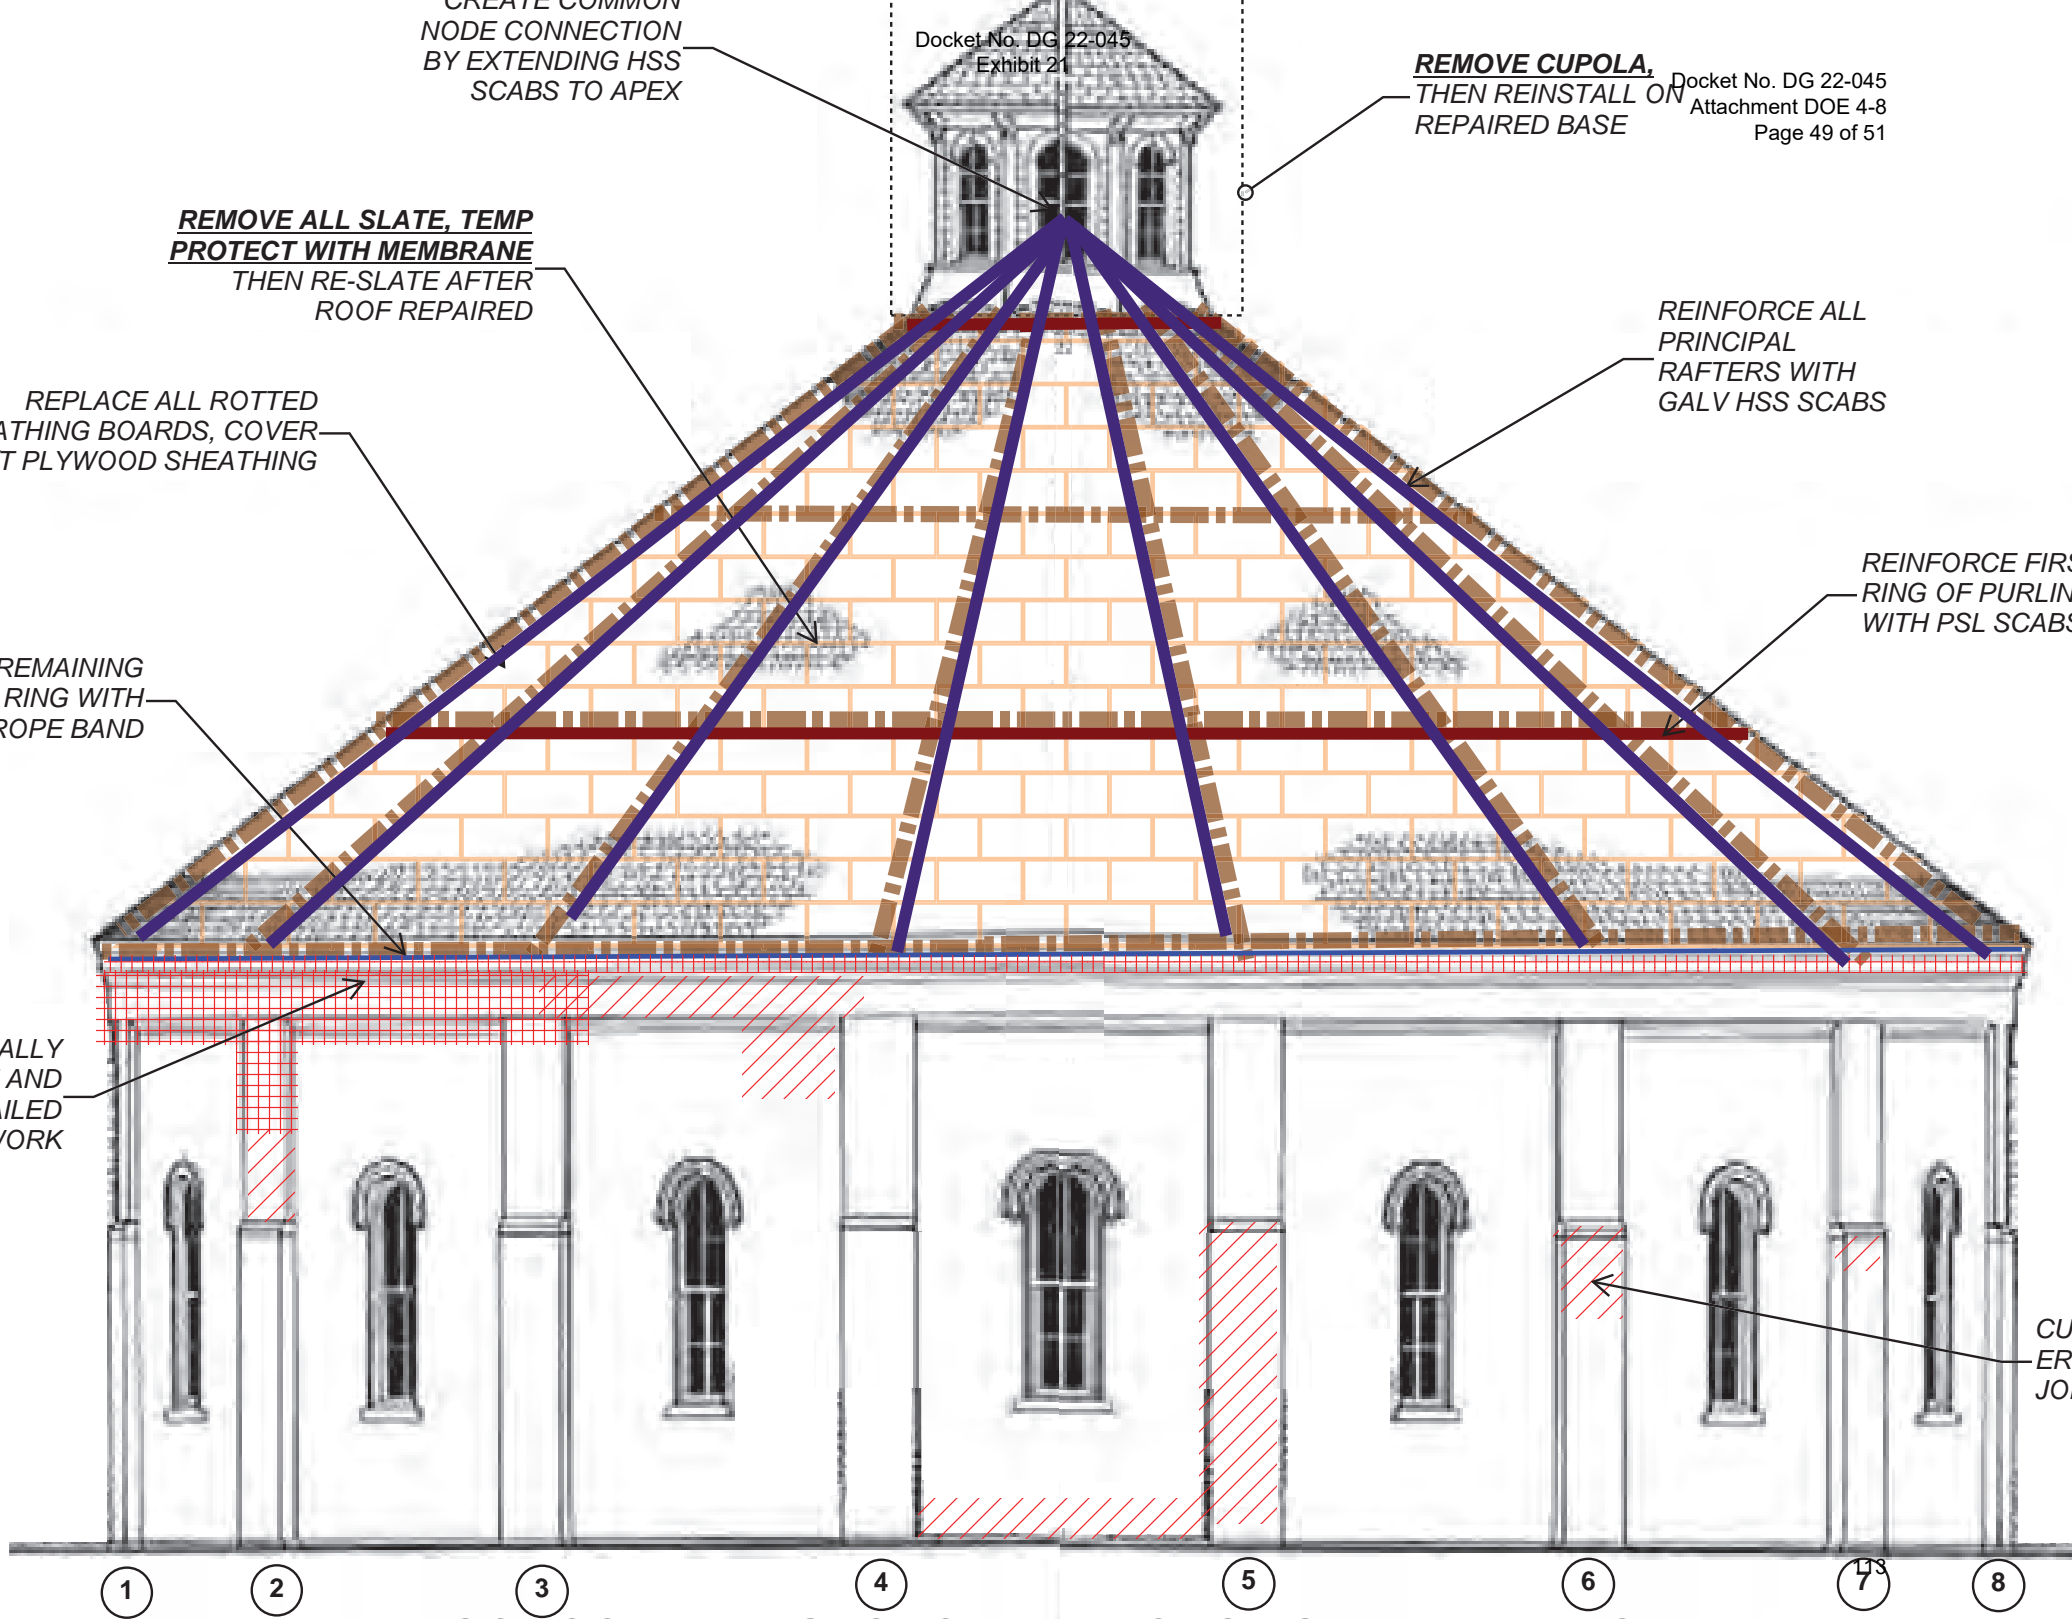 CREATE COMMON
NODE CONNECTION
BY EXTENDING HSS
SCABS TO APEX
Docket No. DG 22-045
Exhibit 21
REMOVE CUPOLA,
THEN REINSTALL ON
REPAIRED BASE
Docket No. DG 22-045
Attachment DOE 4-8
Page 49 of 51
REMOVE ALL SLATE, TEMP
PROTECT WITH MEMBRANE
THEN RE-SLATE AFTER
ROOF REPAIRED
REINFORCE ALL
PRINCIPAL
RAFTERS WITH
GALV HSS SCABS
REPLACE ALL ROTTED
ATHING BOARDS, COVER
T PLYWOOD SHEATHING
REINFORCE FIRS
RING OF PURLIN
WITH PSL SCABS
REMAINING
RING WITH
ROPE BAND
ALLY
AND
AILED
WORK
CU
ER
JO
1
2
3
4
5
6
7
8
113